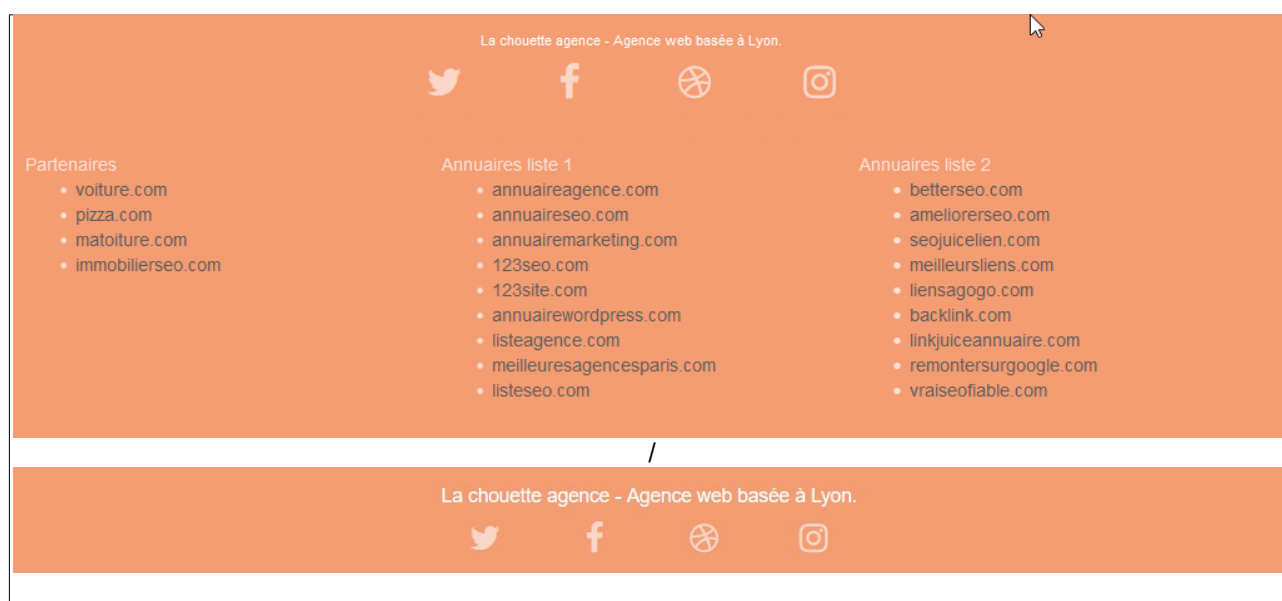 La chouette agence - Agence web basée à Lyon.
Partenaires
• voiture.com
• pizza.com
• matoiture.com
• immobilierseo.com
Annuaires liste 1
• annuaireagence.com
• annuaireseo.com
• annuairemarketing.com
• 123seo.com
• 123site.com
• annuairewordpress.com
• listeagence.com
• meilleuresagencesparis.com
• listeseo.com
Annuaires liste 2
• betterseo.com
• ameliorerseo.com
• seojuicelien.com
• meilleursliens.com
• liensagogo.com
• backlink.com
• linkjuiceannuaire.com
• remontersurgoogle.com
• vraiseofiable.com
/
La chouette agence - Agence web basée à Lyon.